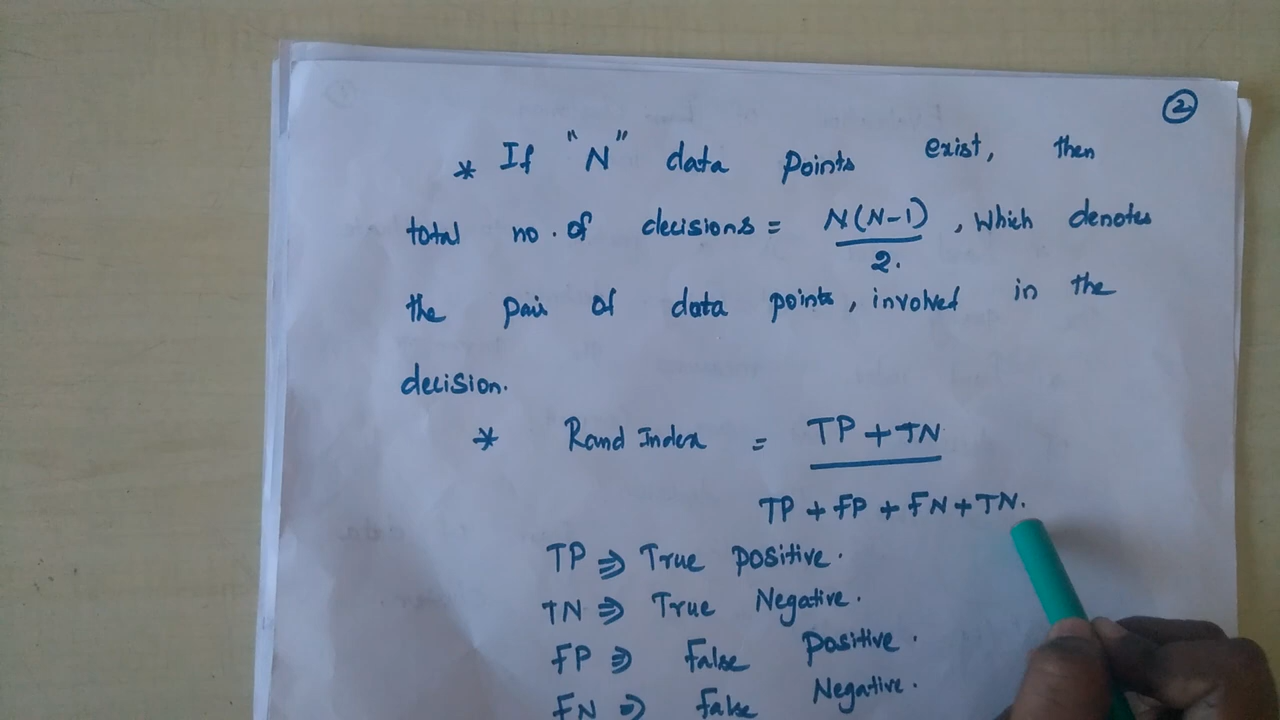 ②
* If "N" data points exist, then
total no. of decisions = N(N-1)/2. , which denotes
the pair of data points, involved in the
decision.
* Rand Index = TP + TN
TP + FP + FN + TN.
TP ⇒ True positive.
TN ⇒ True Negative.
FP ⇒ False positive.
FN ⇒ False Negative.